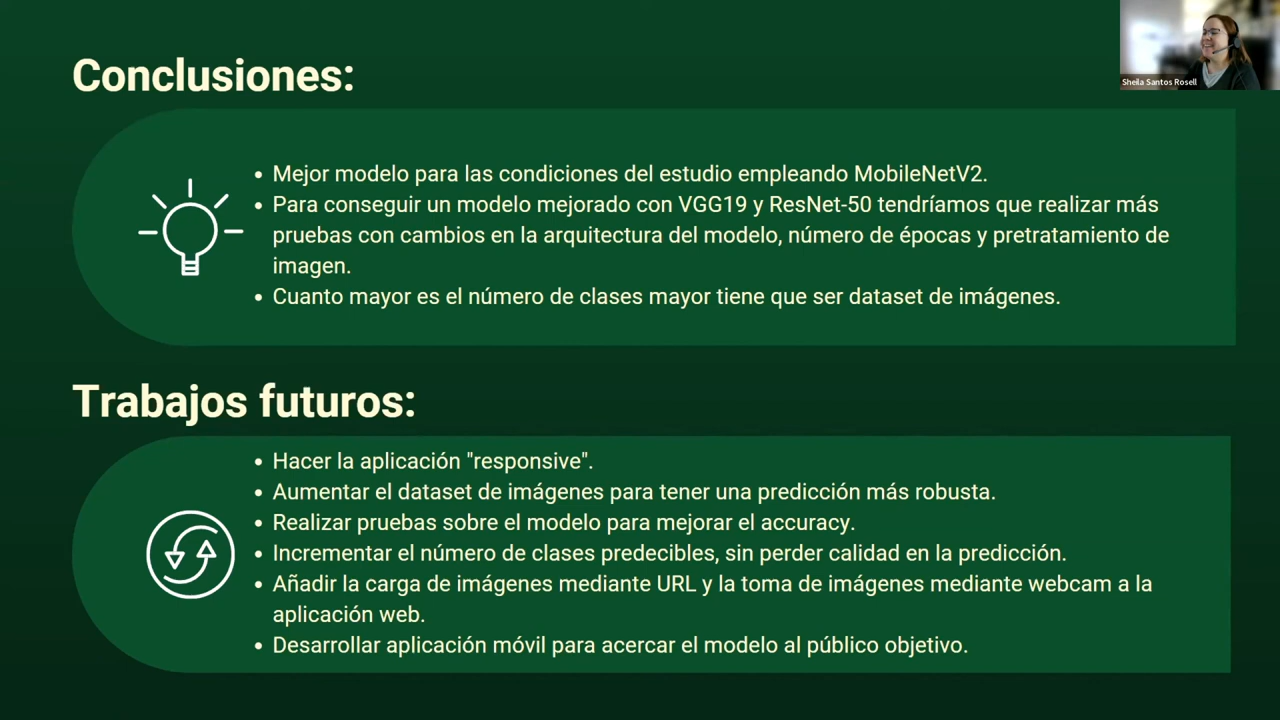 Conclusiones:
Sheila Santos Rosell
• Mejor modelo para las condiciones del estudio empleando MobileNetV2.
• Para conseguir un modelo mejorado con VGG19 y ResNet-50 tendríamos que realizar más
pruebas con cambios en la arquitectura del modelo, número de épocas y pretratamiento de
imagen.
• Cuanto mayor es el número de clases mayor tiene que ser dataset de imágenes.
Trabajos futuros:
• Hacer la aplicación "responsive".
• Aumentar el dataset de imágenes para tener una predicción más robusta.
• Realizar pruebas sobre el modelo para mejorar el accuracy.
• Incrementar el número de clases predecibles, sin perder calidad en la predicción.
• Añadir la carga de imágenes mediante URL y la toma de imágenes mediante webcam a la
aplicación web.
• Desarrollar aplicación móvil para acercar el modelo al público objetivo.